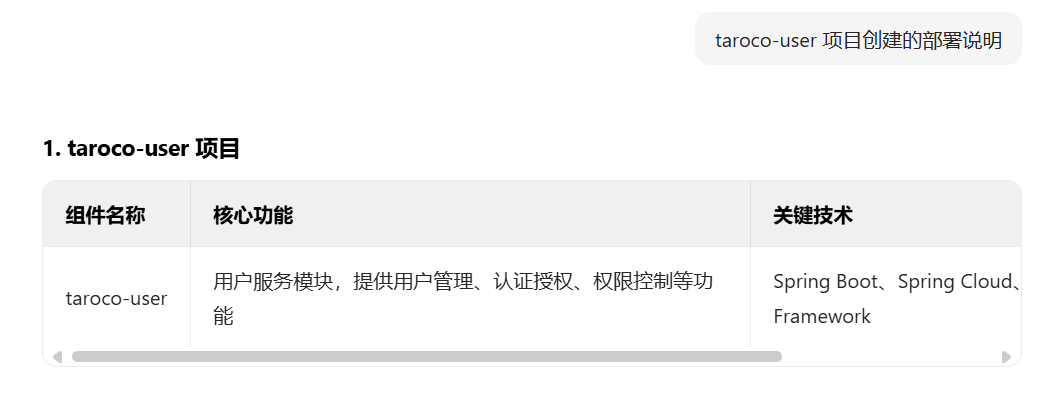 taroco-user 项目创建的部署说明
1. taroco-user 项目
组件名称 核心功能 关键技术
taroco-user 用户服务模块，提供用户管理、认证授权、权限控制等功
能
Spring Boot、Spring Cloud、
Framework